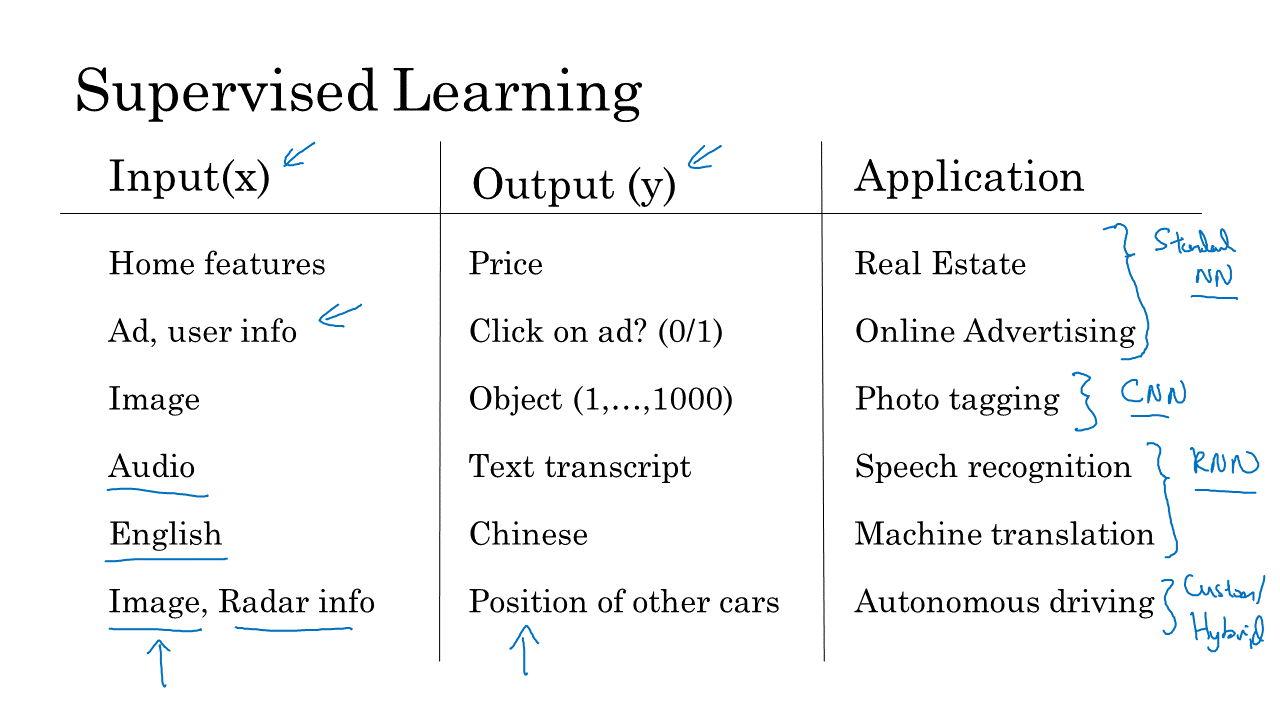 Supervised Learning
Input(x) Output (y) Application
Home features Price Real Estate Standard
NN
Ad, user info Click on ad? (0/1) Online Advertising
Image Object (1,...,1000) Photo tagging CNN
Audio Text transcript Speech recognition RNN
English Chinese Machine translation
Image, Radar info Position of other cars Autonomous driving Custom/
Hybrid